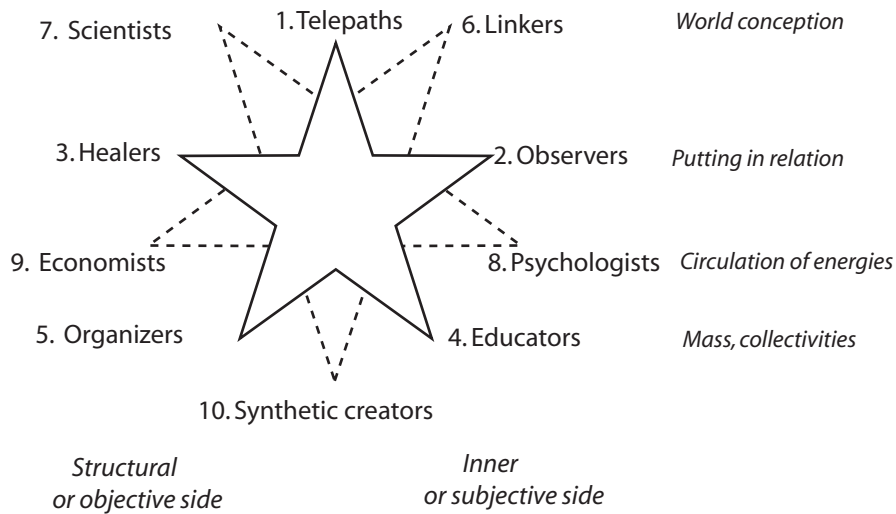 7. Scientists 1. Telepaths 6. Linkers World conception
3. Healers 2. Observers Putting in relation
9. Economists 8. Psychologists Circulation of energies
5. Organizers 4. Educators Mass, collectivities
10. Synthetic creators
Structural Inner
or objective side or subjective side